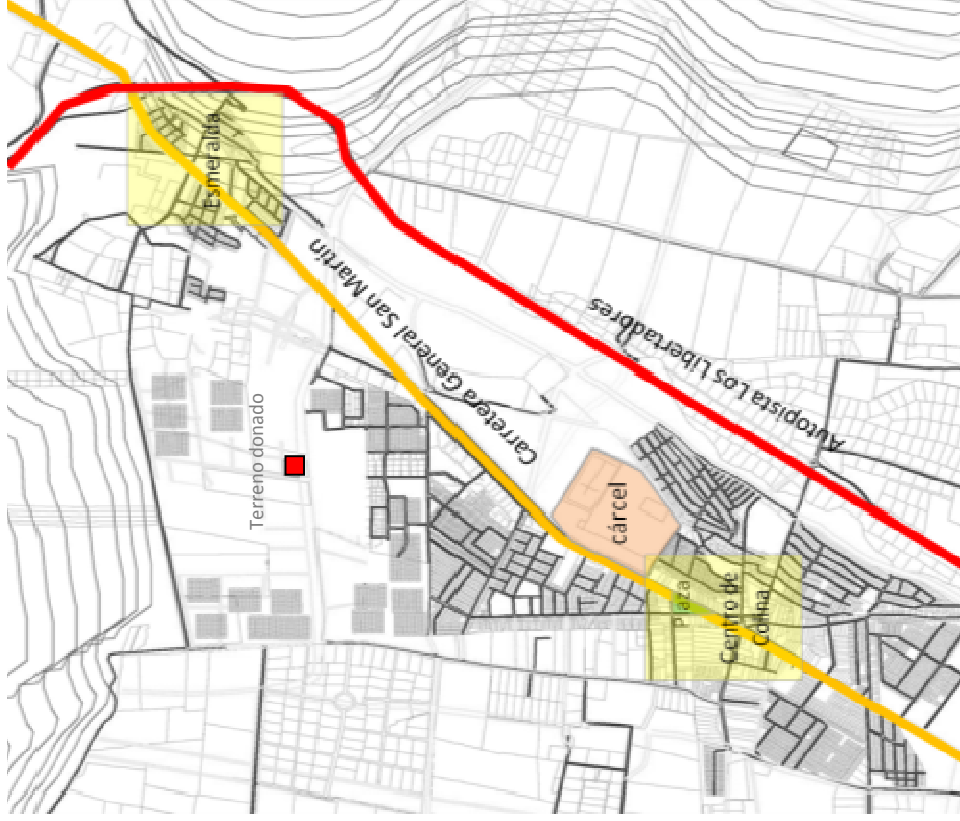 Esmeralda
Carretera General San Martín
Autopista Los Libertadores
Terreno donado
cárcel
Plaza
Centro de
Colina